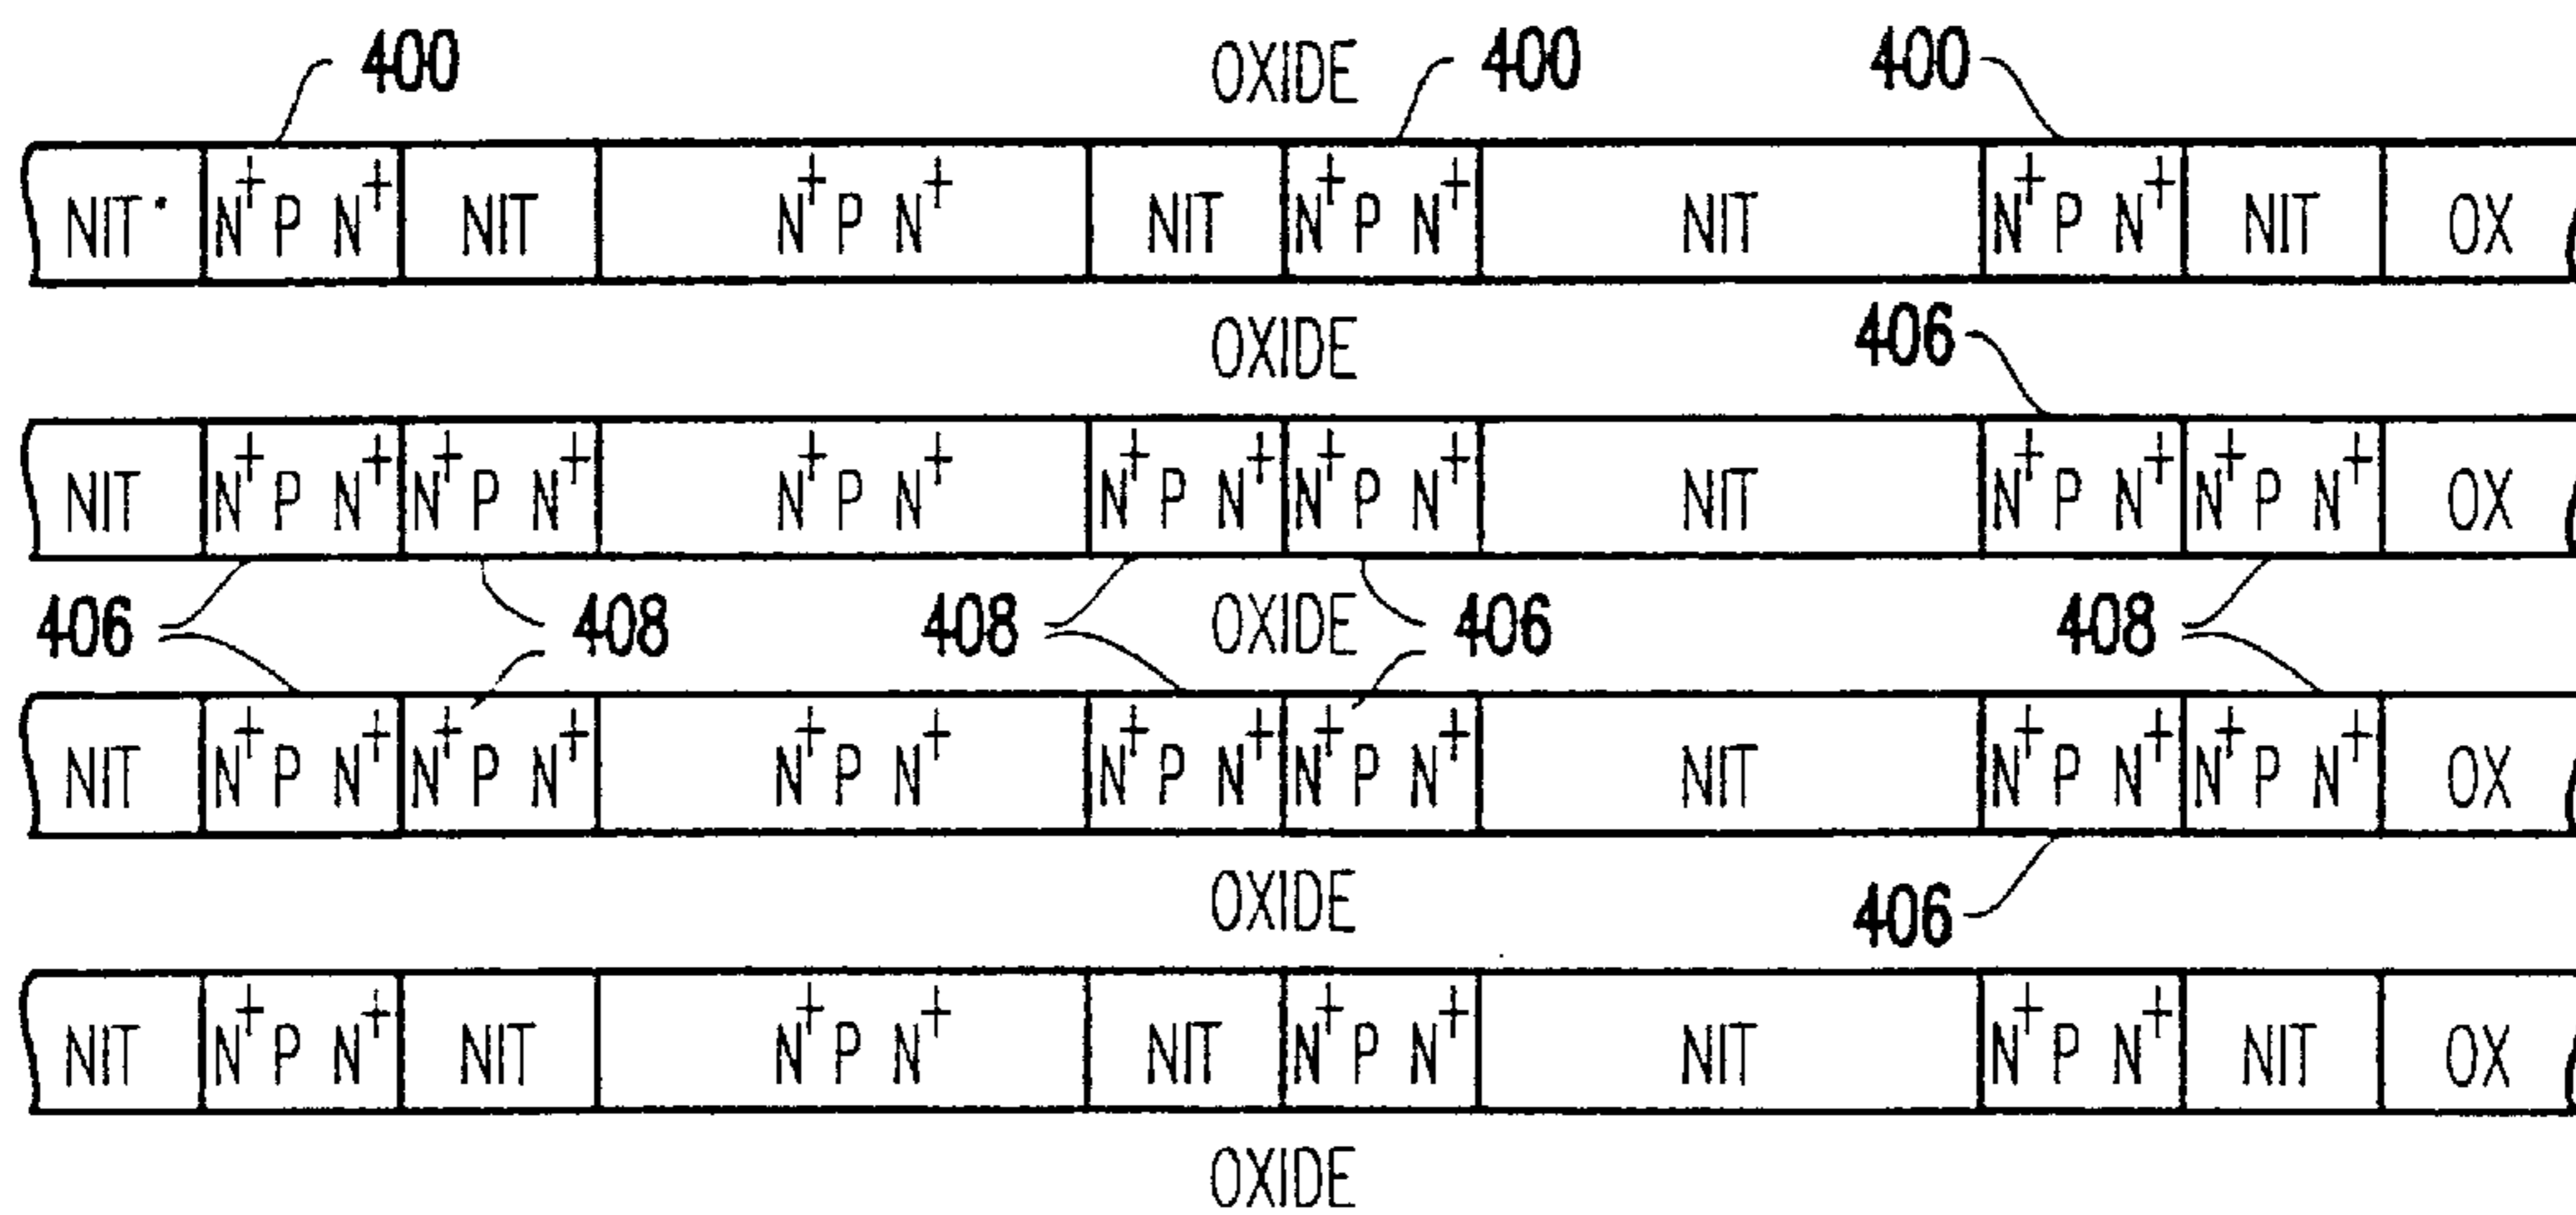 400 OXIDE 400 400
NIT N+ P N+ NIT N+ P N+ NIT N+ P N+ NIT N+ P N+ NIT OX
OXIDE 406
NIT N+ P N+ N+ P N+ N+ P N+ N+ P N+ N+ P N+ NIT N+ P N+ N+ P N+ OX
406 408 408 OXIDE 406 408
NIT N+ P N+ N+ P N+ N+ P N+ N+ P N+ N+ P N+ NIT N+ P N+ N+ P N+ OX
OXIDE 406
NIT N+ P N+ NIT N+ P N+ NIT N+ P N+ NIT N+ P N+ NIT OX
OXIDE